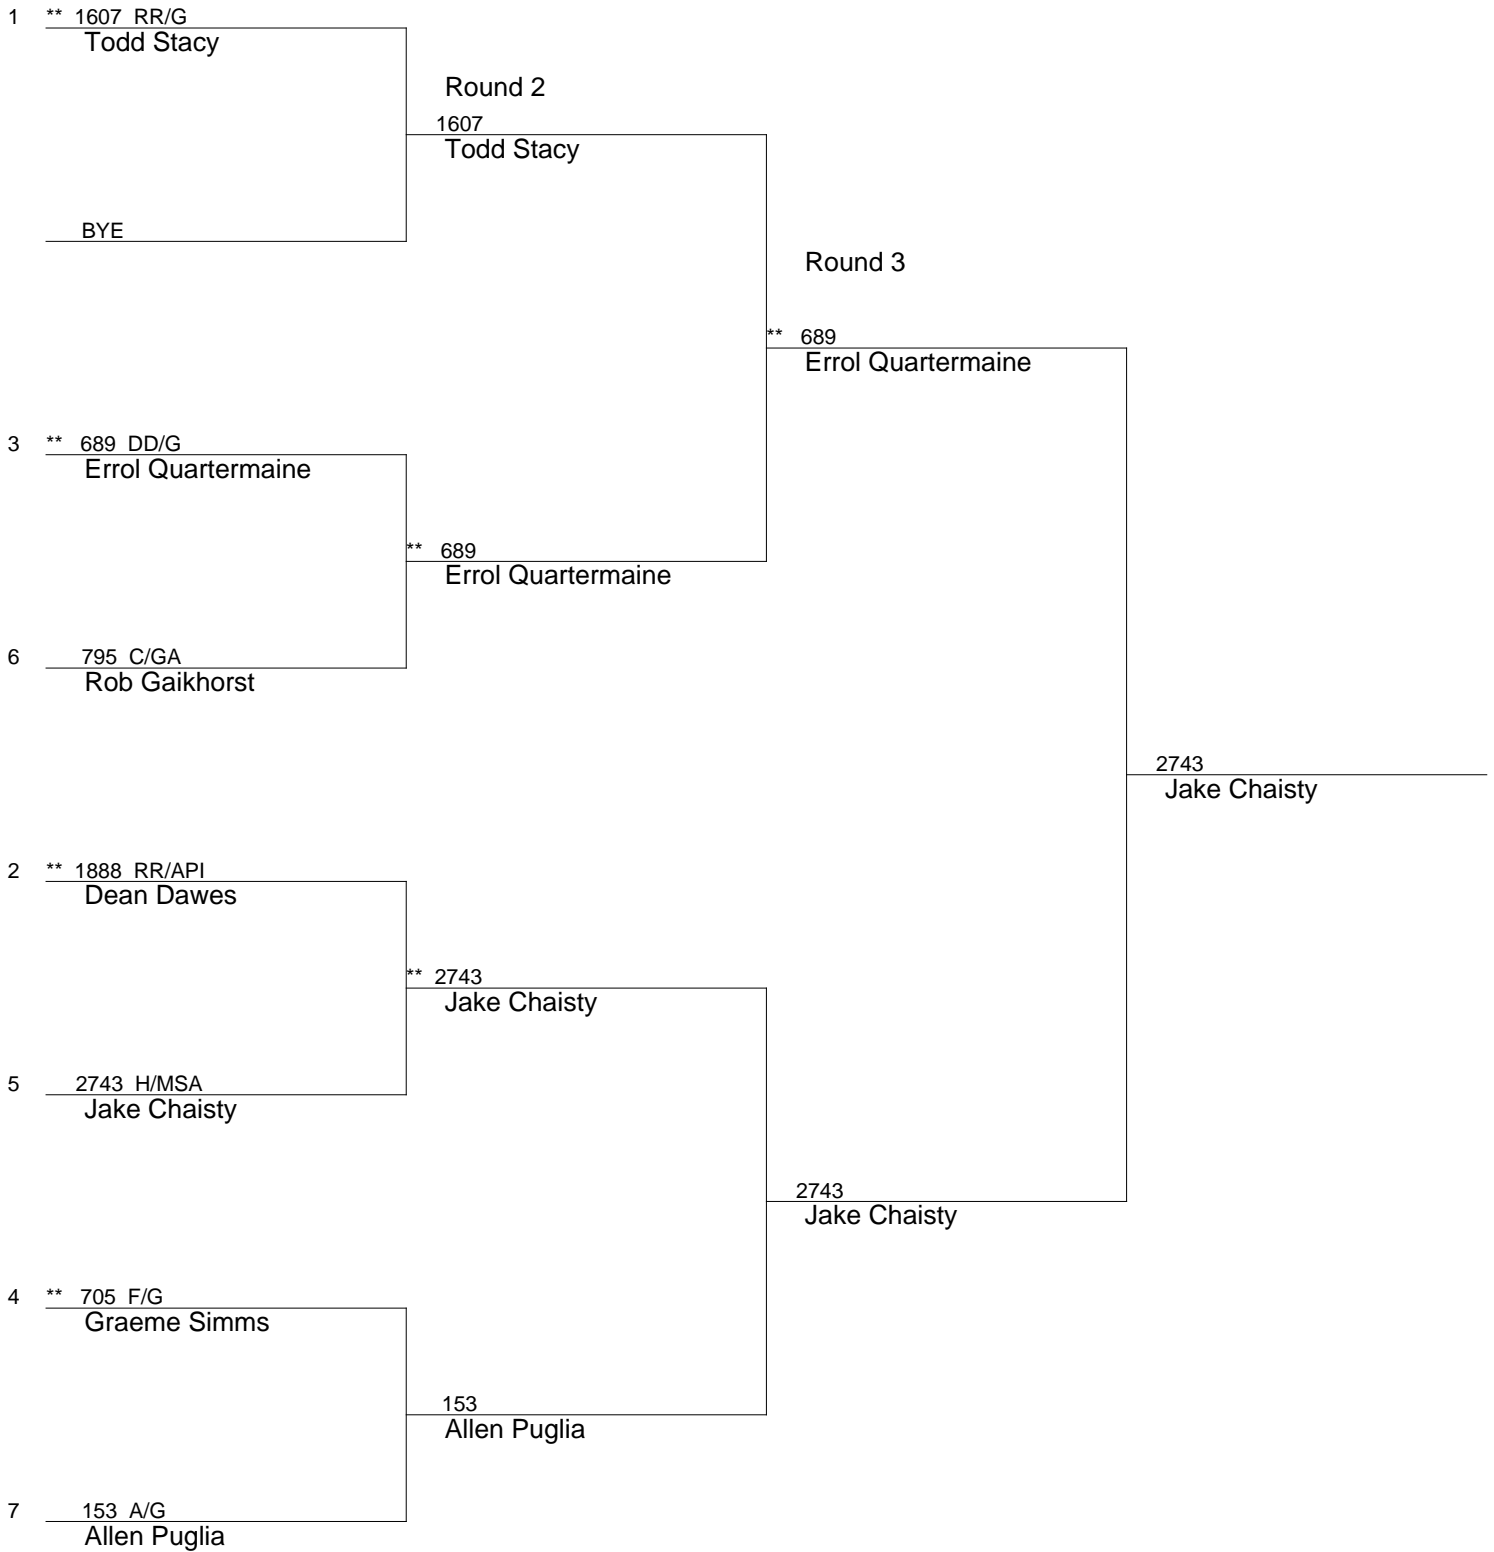 1 ** 1607 RR/G
Todd Stacy
Round 2
1607
Todd Stacy
BYE
Round 3
** 689
Errol Quartermaine
3 ** 689 DD/G
Errol Quartermaine
** 689
Errol Quartermaine
6 795 C/GA
Rob Gaikhorst
2743
Jake Chaisty
2 ** 1888 RR/API
Dean Dawes
** 2743
Jake Chaisty
5 2743 H/MSA
Jake Chaisty
2743
Jake Chaisty
4 ** 705 F/G
Graeme Simms
153
Allen Puglia
7 153 A/G
Allen Puglia